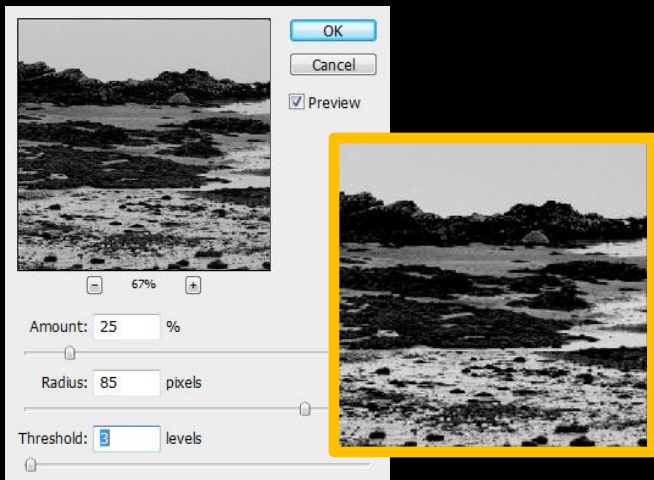 OK
Cancel
Preview
67%
Amount: 25 %
Radius: 85 pixels
Threshold: 3 levels